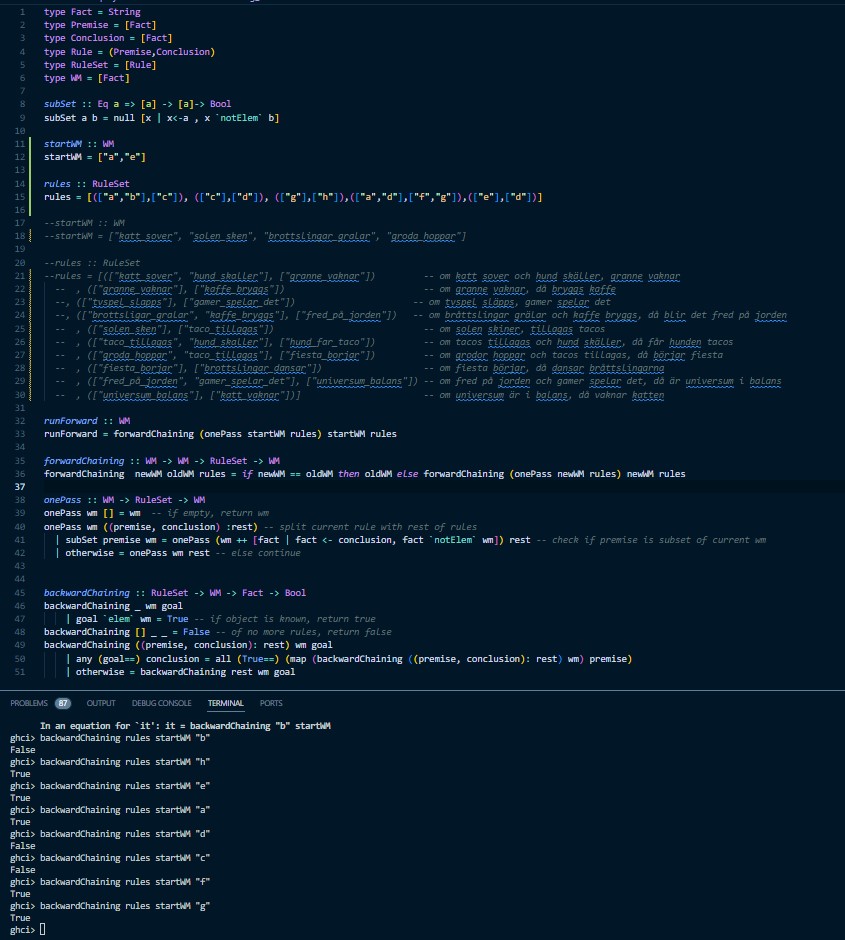 1 type Fact = String
2 type Premise = [Fact]
3 type Conclusion = [Fact]
4 type Rule = (Premise,Conclusion)
5 type RuleSet = [Rule]
6 type WM = [Fact]
7
8 subSet :: Eq a => [a] -> [a]-> Bool
9 subSet a b = null [x | x<-a , x `notElem` b]
10
11 startWM :: WM
12 startWM = ["a","e"]
13
14 rules :: RuleSet
15 rules = [(["a","b"],["c"]), (["c"],["d"]), (["g"],["h"]),(["a","d"],["f","g"]),(["e"],["d"])]
16
17 --startWM :: WM
18 --startWM = ["katt_sover", "solen_sken", "brottslingar_gralar", "groda_hoppar"]
19
20 --rules :: RuleSet
21 --rules = [(["katt_sover", "hund_skaller"], ["granne_vaknar"]) -- om katt sover och hund skäller, granne vaknar
22 -- , (["granne_vaknar"], ["kaffe_bryggs"]) -- om granne vaknar, då bryggs kaffe
23 --, (["tvspel_slapps"], ["gamer_spelar_det"]) -- om tvspel släpps, gamer spelar det
24 --, (["brottsligar_gralar", "kaffe_bryggs"], ["fred_på_jorden"]) -- om bråttslingar grälar och kaffe bryggs, då blir det fred på jorden
25 -- , (["solen_sken"], ["taco_tillagas"]) -- om solen skiner, tillagas tacos
26 -- , (["taco_tillagas", "hund_skaller"], ["hund_far_taco"]) -- om tacos tillagas och hund skäller, då får hunden tacos
27 -- , (["groda_hoppar", "taco_tillagas"], ["fiesta_borjar"]) -- om grodor hoppar och tacos tillagas, då börjar fiesta
28 -- , (["fiesta_borjar"], ["brottslingar_dansar"]) -- om fiesta börjar, då dansar bråttslingarna
29 -- , (["fred_på_jorden", "gamer_spelar_det"], ["universum_balans"]) -- om fred på jorden och gamer spelar det, då är universum i balans
30 -- , (["universum_balans"], ["katt_vaknar"])] -- om universum är i balans, då vaknar katten
31
32 runForward :: WM
33 runForward = forwardChaining (onePass startWM rules) startWM rules
34
35 forwardChaining :: WM -> WM -> RuleSet -> WM
36 forwardChaining newWM oldWM rules = if newWM == oldWM then oldWM else forwardChaining (onePass newWM rules) newWM rules
37
38 onePass :: WM -> RuleSet -> WM
39 onePass wm [] = wm -- if empty, return wm
40 onePass wm ((premise, conclusion) :rest) -- split current rule with rest of rules
41 | subSet premise wm = onePass (wm ++ [fact | fact <- conclusion, fact `notElem` wm]) rest -- check if premise is subset of current wm
42 | otherwise = onePass wm rest -- else continue
43
44
45 backwardChaining :: RuleSet -> WM -> Fact -> Bool
46 backwardChaining _ wm goal
47 | goal `elem` wm = True -- if object is known, return true
48 backwardChaining [] _ _ = False -- of no more rules, return false
49 backwardChaining ((premise, conclusion): rest) wm goal
50 | any (goal==) conclusion = all (True==) (map (backwardChaining ((premise, conclusion): rest) wm) premise)
51 | otherwise = backwardChaining rest wm goal
PROBLEMS 87 OUTPUT DEBUG CONSOLE TERMINAL PORTS
In an equation for `it': it = backwardChaining "b" startWM
ghci> backwardChaining rules startWM "b"
False
ghci> backwardChaining rules startWM "h"
True
ghci> backwardChaining rules startWM "e"
True
ghci> backwardChaining rules startWM "a"
True
ghci> backwardChaining rules startWM "d"
False
ghci> backwardChaining rules startWM "c"
False
ghci> backwardChaining rules startWM "f"
True
ghci> backwardChaining rules startWM "g"
True
ghci>